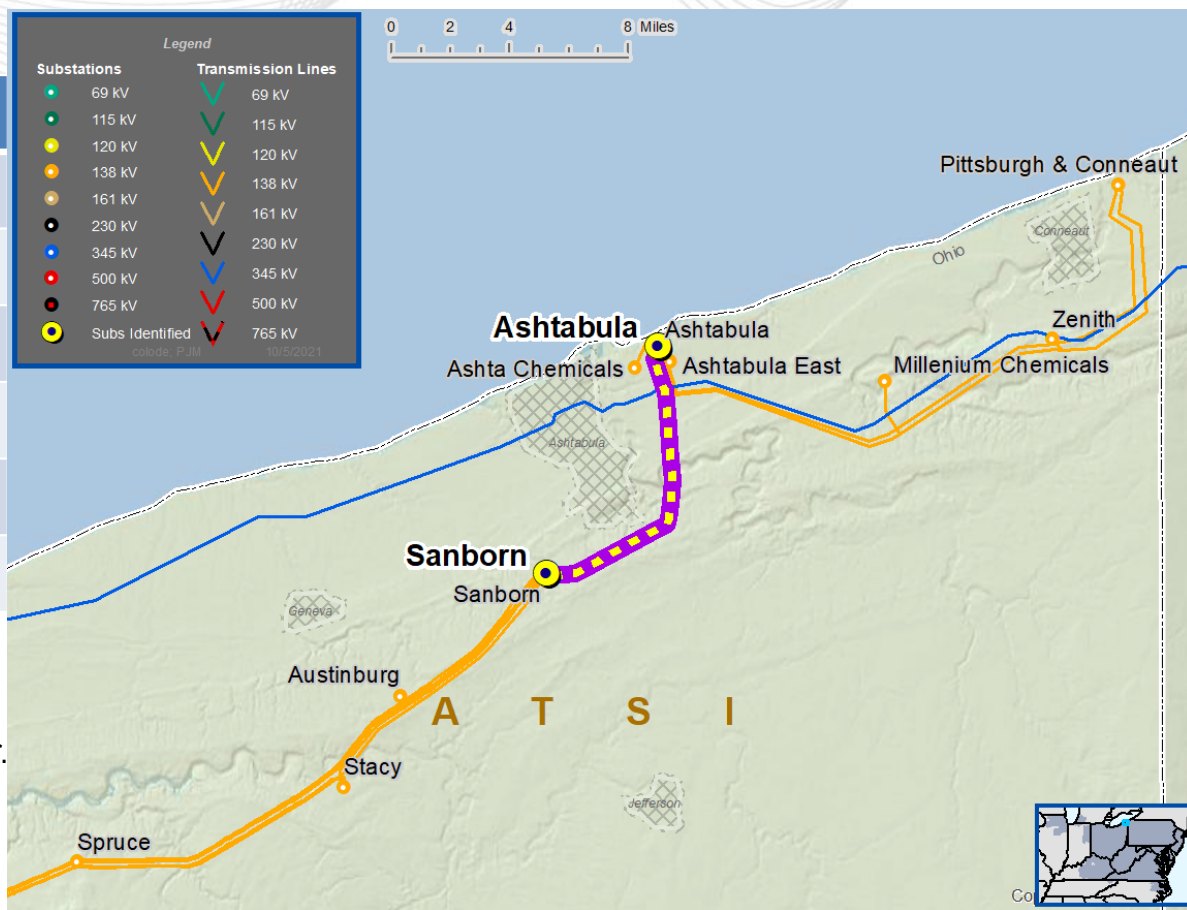 0 2 4 8 Miles
Legend
Substations Transmission Lines
69 kV 69 kV
115 kV 115 kV
120 kV 120 kV
138 kV 138 kV
161 kV 161 kV
230 kV 230 kV
345 kV 345 kV
500 kV 500 kV
765 kV 765 kV
Subs Identified
colode; PJM 10/5/2021
Pittsburgh & Conneaut
Conneaut
Ohio
Ashtabula Ashtabula
Zenith
Ashta Chemicals Ashtabula East Millenium Chemicals
Ashtabula
Sanborn
Sanborn
Geneva
Austinburg
A T S I
Stacy
Jefferson
Spruce